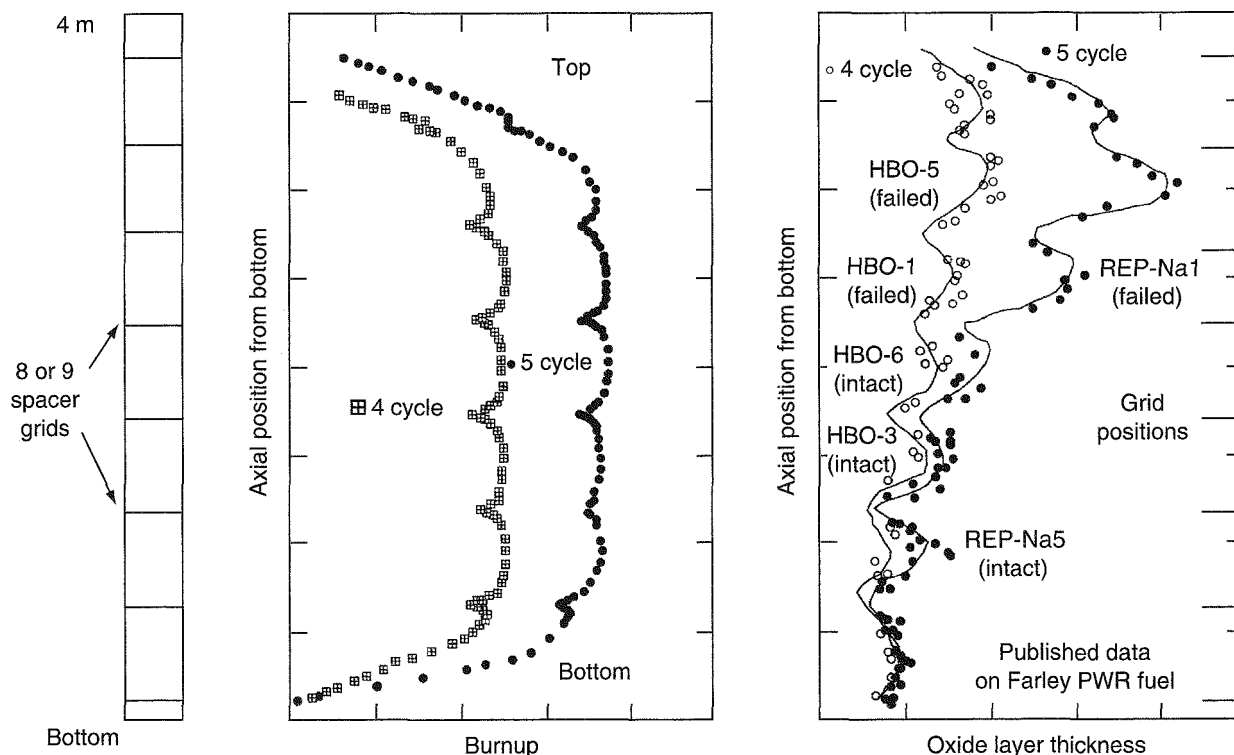 4 m
8 or 9
spacer
grids
Bottom
Axial position from bottom
Top
5 cycle
4 cycle
Bottom
Burnup
Axial position from bottom
4 cycle
5 cycle
HBO-5
(failed)
HBO-1
(failed)
REP-Na1
(failed)
HBO-6
(intact)
Grid
positions
HBO-3
(intact)
REP-Na5
(intact)
Published data
on Farley PWR fuel
Oxide layer thickness